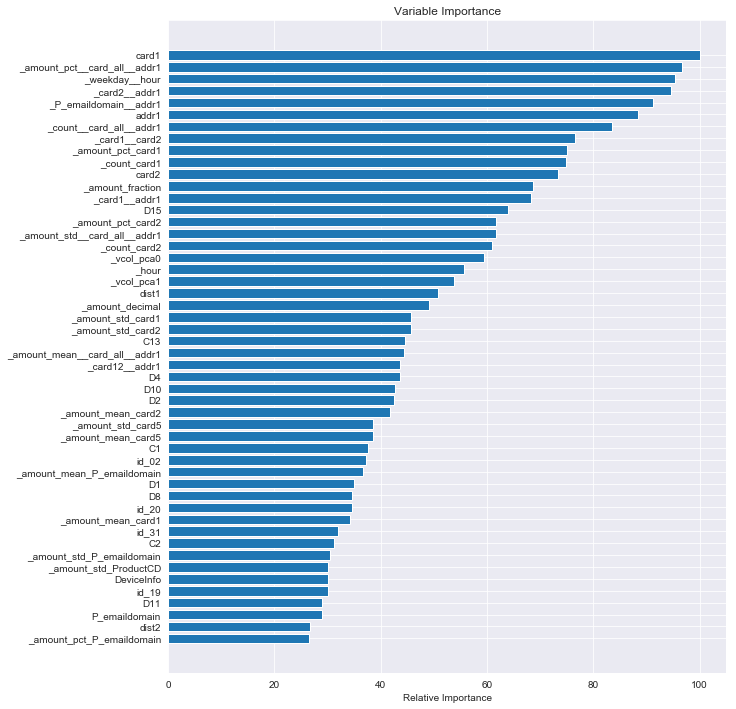 Variable Importance
card1
_amount_pct__card_all__addr1
_weekday__hour
_card2__addr1
_P_emaildomain__addr1
addr1
_count__card_all__addr1
_card1__card2
_amount_pct_card1
_count_card1
card2
_amount_fraction
_card1__addr1
D15
_amount_pct_card2
_amount_std__card_all__addr1
_count_card2
_vcol_pca0
_hour
_vcol_pca1
dist1
_amount_decimal
_amount_std_card1
_amount_std_card2
C13
_amount_mean__card_all__addr1
_card12__addr1
D4
D10
D2
_amount_mean_card2
_amount_std_card5
_amount_mean_card5
C1
id_02
_amount_mean_P_emaildomain
D1
D8
id_20
_amount_mean_card1
id_31
C2
_amount_std_P_emaildomain
_amount_std_ProductCD
DeviceInfo
id_19
D11
P_emaildomain
dist2
_amount_pct_P_emaildomain
0 20 40 60 80 100
Relative Importance